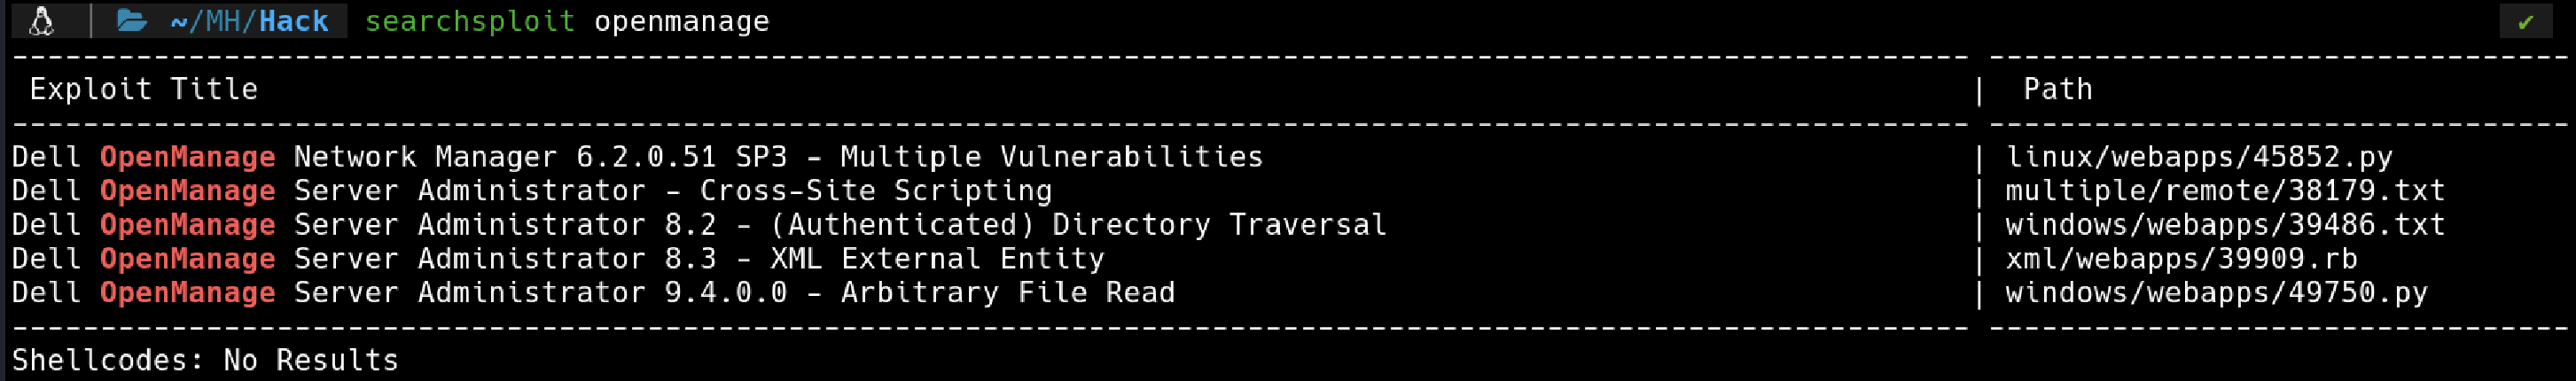 ~/MH/Hack searchsploit openmanage ✔
---------------------------------------------------------------------------------------------------------------- ---------------------------------
Exploit Title | Path
---------------------------------------------------------------------------------------------------------------- ---------------------------------
Dell OpenManage Network Manager 6.2.0.51 SP3 - Multiple Vulnerabilities | linux/webapps/45852.py
Dell OpenManage Server Administrator - Cross-Site Scripting | multiple/remote/38179.txt
Dell OpenManage Server Administrator 8.2 - (Authenticated) Directory Traversal | windows/webapps/39486.txt
Dell OpenManage Server Administrator 8.3 - XML External Entity | xml/webapps/39909.rb
Dell OpenManage Server Administrator 9.4.0.0 - Arbitrary File Read | windows/webapps/49750.py
---------------------------------------------------------------------------------------------------------------- ---------------------------------
Shellcodes: No Results